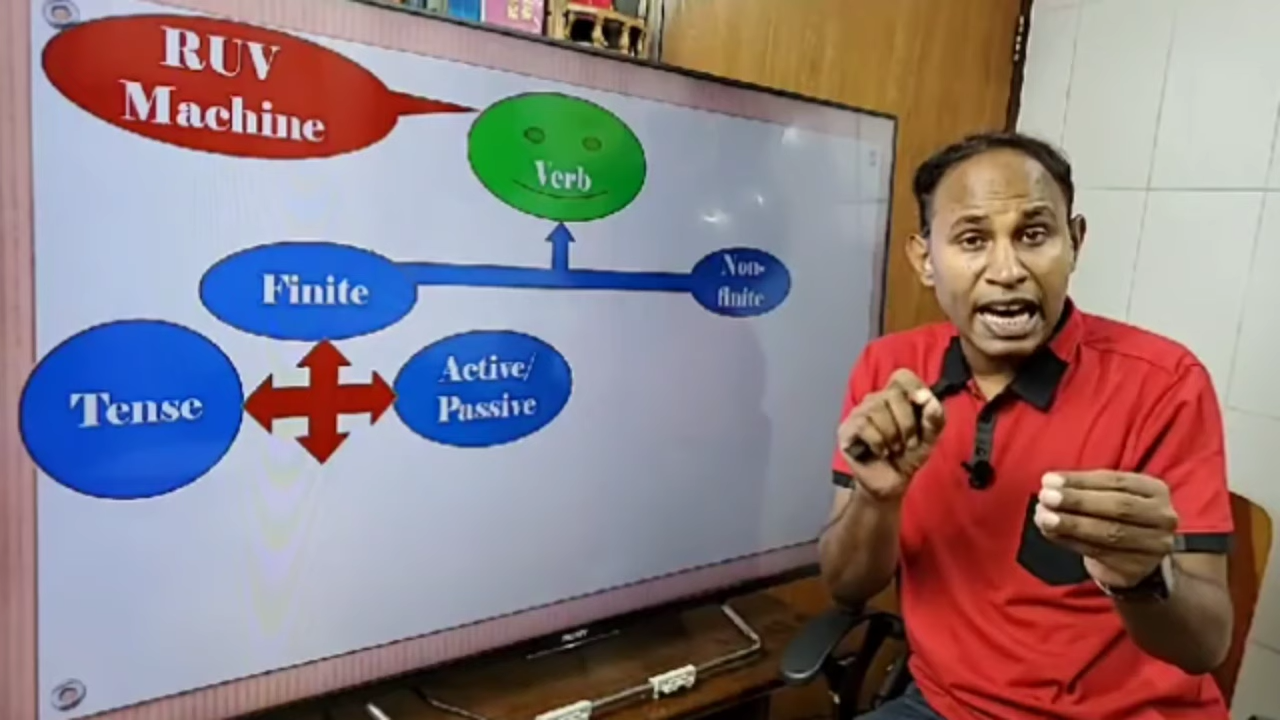 RUV
Machine
Verb
Finite
Non-
finite
Tense
Active/
Passive